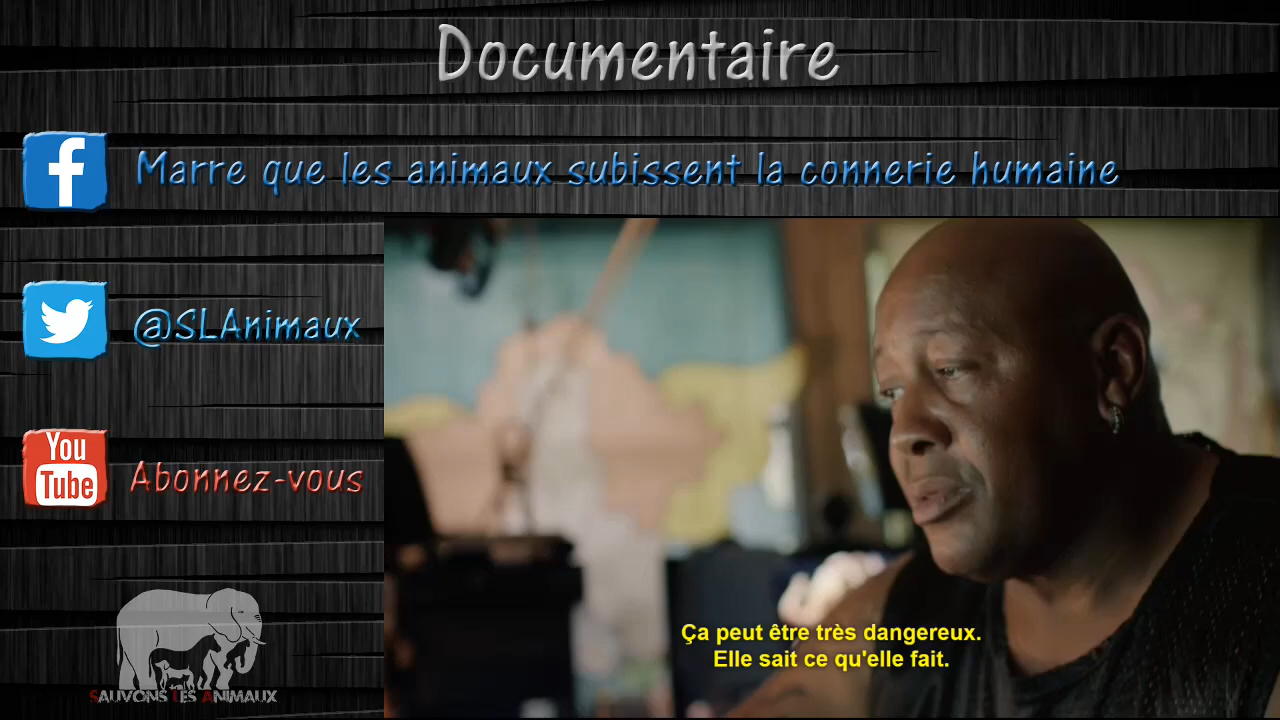 Documentaire
f
Marre que les animaux subissent la connerie humaine
@SLAnimaux
You
Tube
Abonnez-vous
SAUVONS LES ANIMAUX
Ça peut être très dangereux.
Elle sait ce qu'elle fait.